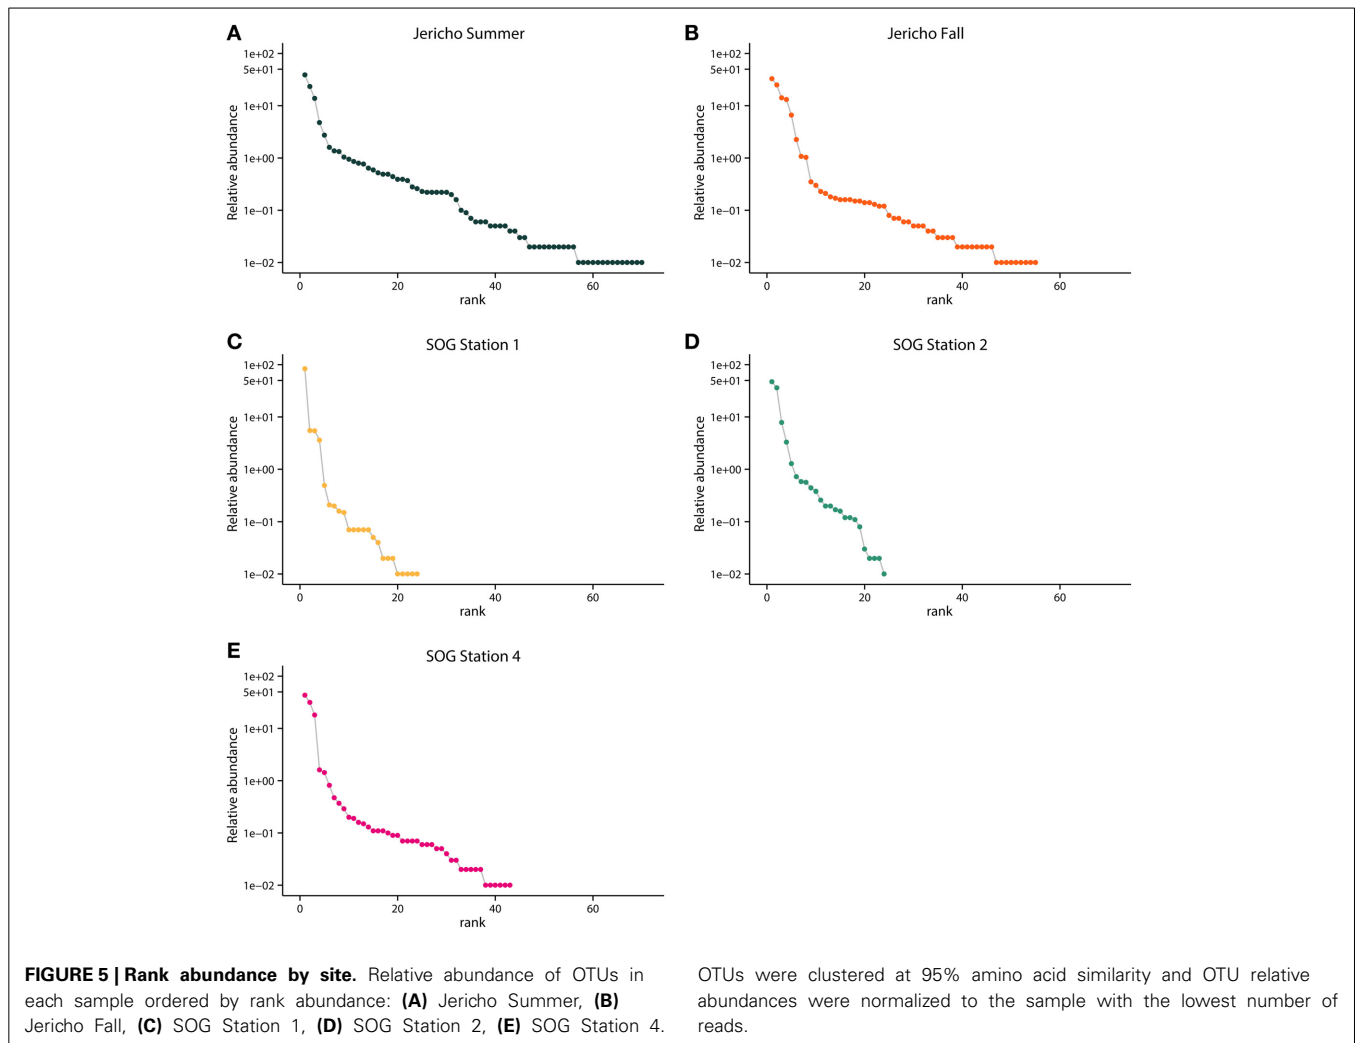 A
Jericho Summer
1e+02
5e+01
1e+01
1e+00
1e−01
1e−02
Relative abundance
0
20
40
60
rank
B
Jericho Fall
1e+02
5e+01
1e+01
1e+00
1e−01
1e−02
Relative abundance
0
20
40
60
rank
C
SOG Station 1
1e+02
5e+01
1e+01
1e+00
1e−01
1e−02
Relative abundance
0
20
40
60
rank
D
SOG Station 2
1e+02
5e+01
1e+01
1e+00
1e−01
1e−02
Relative abundance
0
20
40
60
rank
E
SOG Station 4
1e+02
5e+01
1e+01
1e+00
1e−01
1e−02
Relative abundance
0
20
40
60
rank
FIGURE 5 | Rank abundance by site. Relative abundance of OTUs in
each sample ordered by rank abundance: (A) Jericho Summer, (B)
Jericho Fall, (C) SOG Station 1, (D) SOG Station 2, (E) SOG Station 4.
OTUs were clustered at 95% amino acid similarity and OTU relative
abundances were normalized to the sample with the lowest number of
reads.